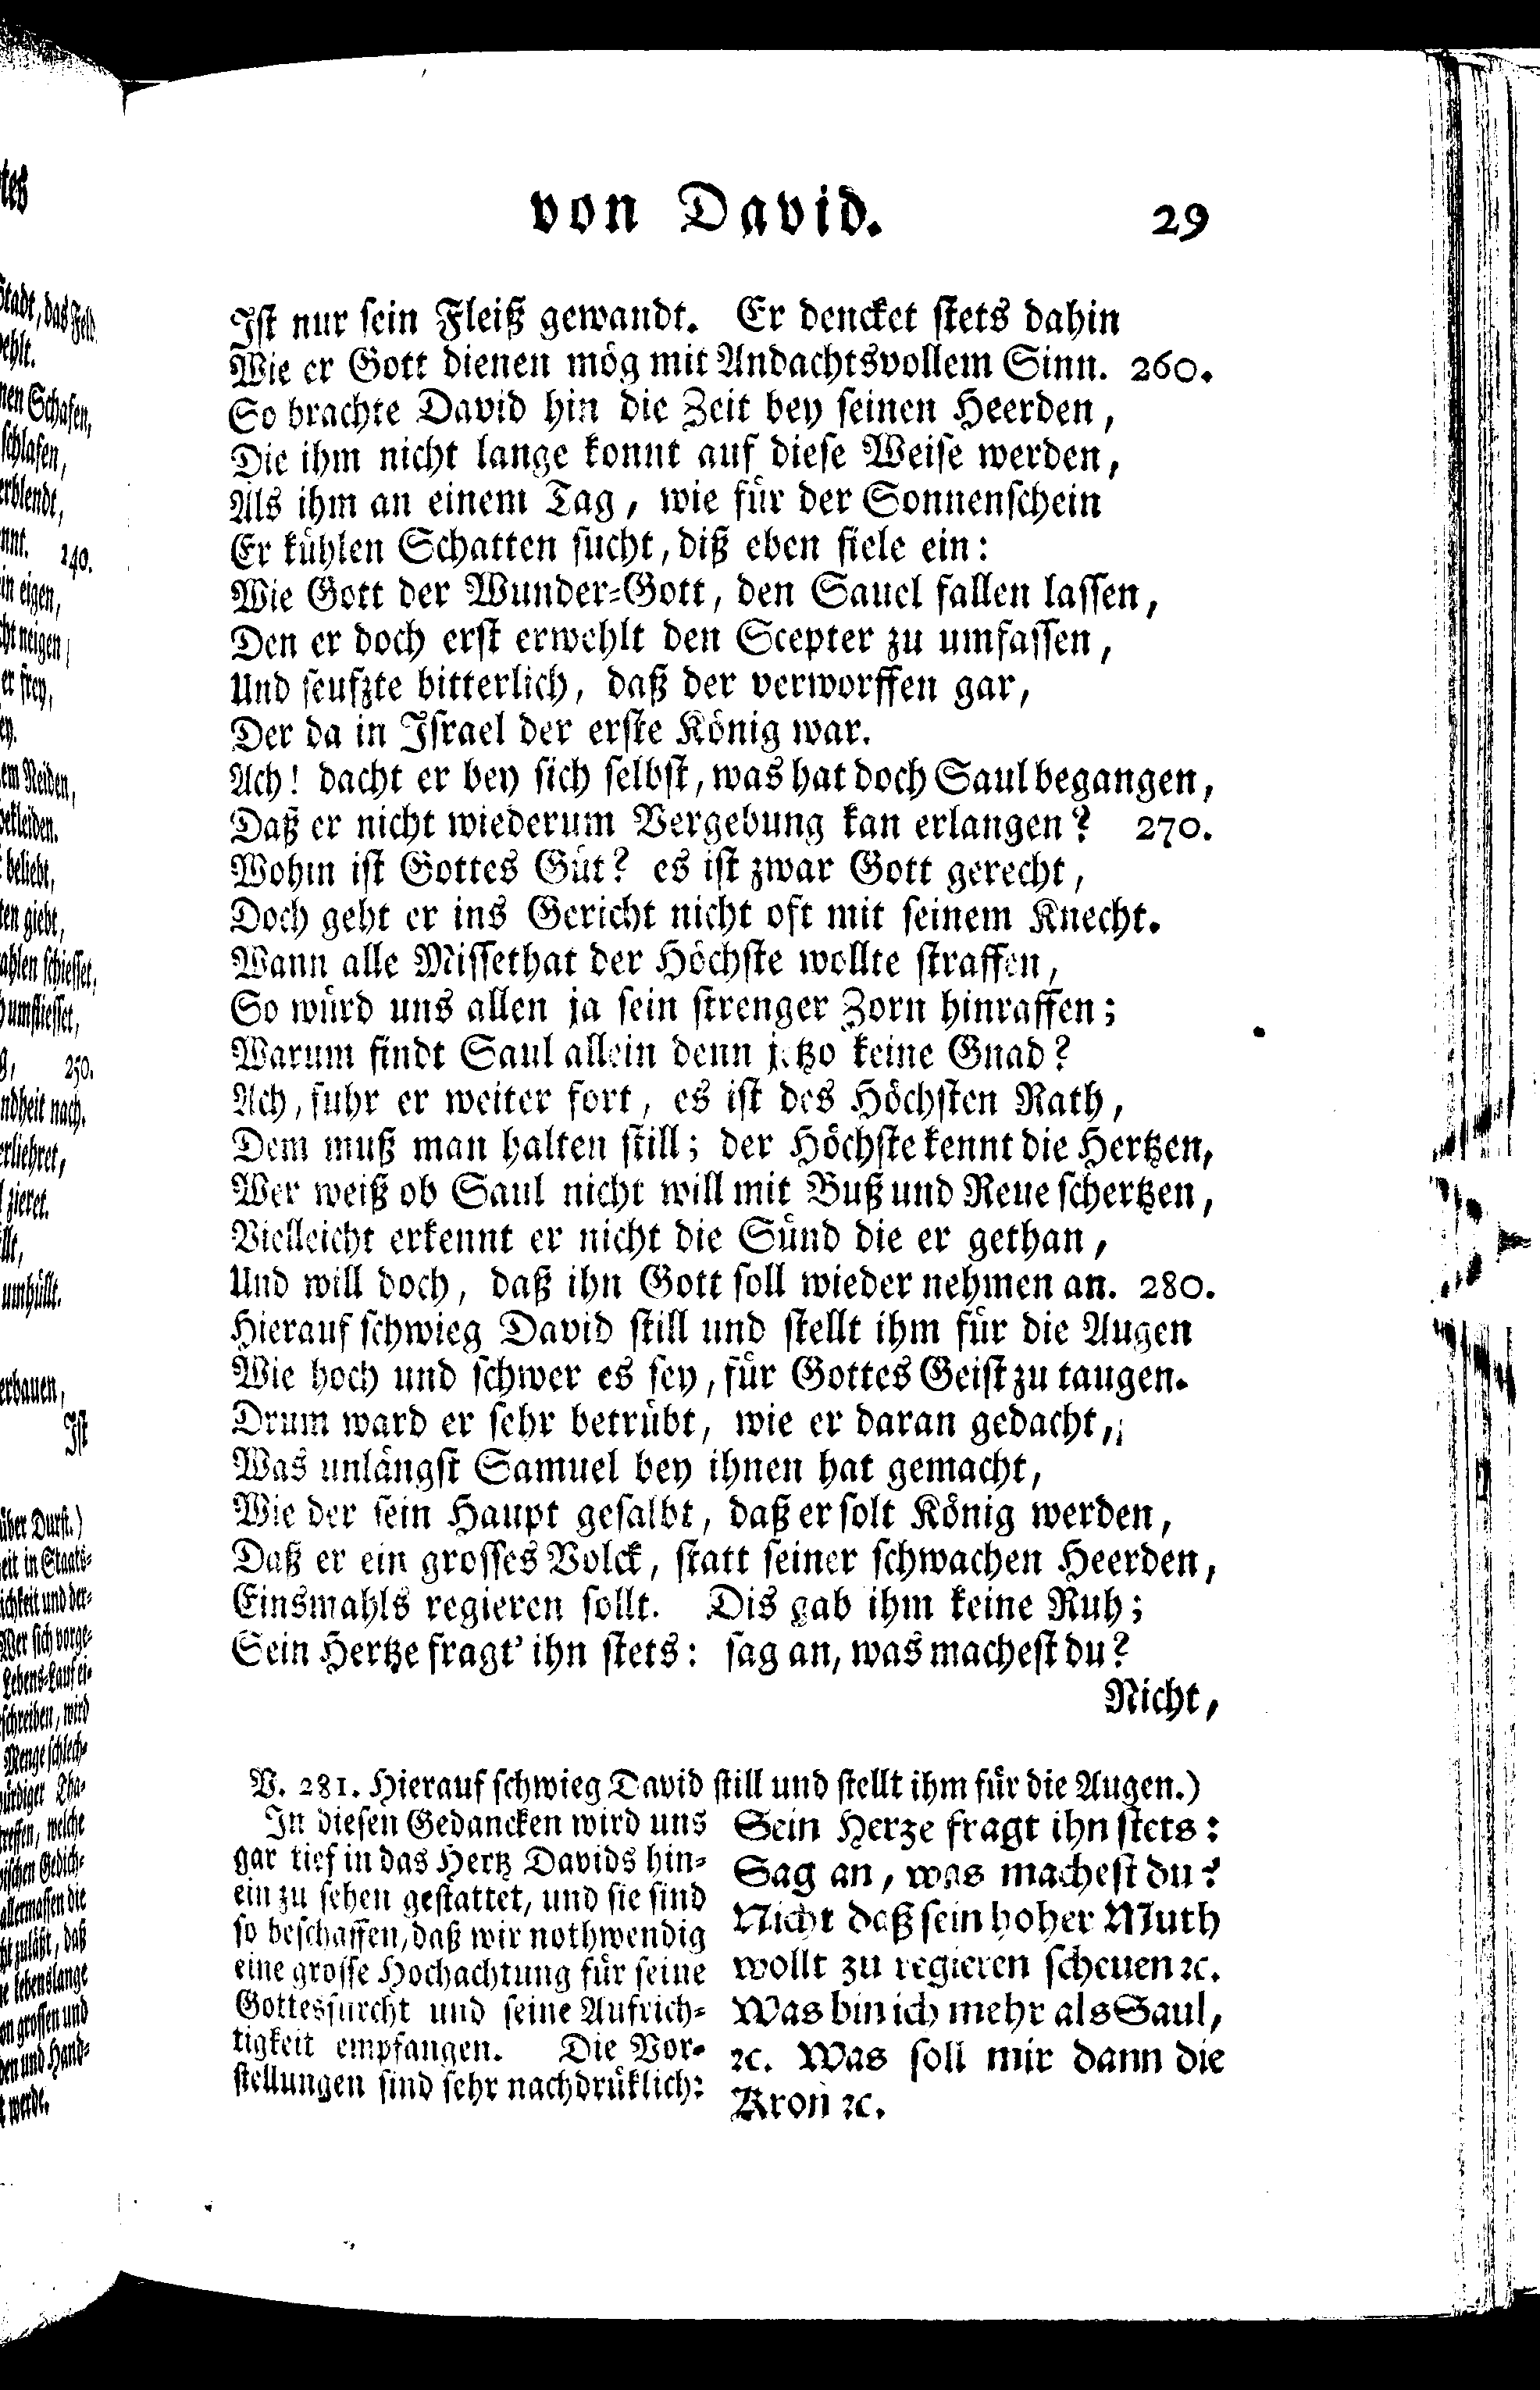 von David. 29
Ist nur sein Fleiß gewandt. Er dencket stets dahin
Wie er Gott dienen mög mit Andachtsvollem Sinn. 260.
So brachte David hin die Zeit bey seinen Heerden,
Die ihm nicht lange konnt auf diese Weise werden,
Als ihm an einem Tag, wie für der Sonnenschein
Er kühlen Schatten sucht, diß eben fiele ein:
Wie Gott der Wunder-Gott, den Sauel fallen lassen,
Den er doch erst erwehlt den Scepter zu umfassen,
Und seufzte bitterlich, daß der verworffen gar,
Der da in Israel der erste König war.
Ach! dacht er bey sich selbst, was hat doch Saul begangen,
Daß er nicht wiederum Vergebung kan erlangen? 270.
Wohin ist Gottes Güt? es ist zwar Gott gerecht,
Doch geht er ins Gericht nicht oft mit seinem Knecht.
Wann alle Missethat der Höchste wollte straffen,
So würd uns allen ja sein strenger Zorn hinraffen;
Warum findt Saul allein denn jetzo keine Gnad?
Ach, fuhr er weiter fort, es ist des Höchsten Rath,
Dem muß man halten still; der Höchste kennt die Hertzen,
Wer weiß ob Saul nicht will mit Buß und Reue schertzen,
Vielleicht erkennt er nicht die Sünd die er gethan,
Und will doch, daß ihn Gott soll wieder nehmen an. 280.
Hierauf schwieg David still und stellt ihm für die Augen
Wie hoch und schwer es sey, für Gottes Geist zu taugen.
Drum ward er sehr betrübt, wie er daran gedacht,
Was unlängst Samuel bey ihnen hat gemacht,
Wie der sein Haupt gesalbt, daß er solt König werden,
Daß er ein grosses Volck, statt seiner schwachen Heerden,
Einsmahls regieren sollt. Dis gab ihm keine Ruh;
Sein Hertze fragt' ihn stets: sag an, was machest du?
Nicht,
V. 281. Hierauf schwieg David still und stellt ihm für die Augen.)
In diesen Gedancken wird uns
gar tief in das Hertz Davids hin-
ein zu sehen gestattet, und sie sind
so beschaffen, daß wir nothwendig
eine grosse Hochachtung für seine
Gottesfurcht und seine Aufrich-
tigkeit empfangen. Die Vor-
stellungen sind sehr nachdrüklich:
Sein Herze fragt ihn stets:
Sag an, was machest du?
Nicht daß sein hoher Muth
wollt zu regieren scheuen ꝛc.
Was bin ich mehr als Saul,
ꝛc. Was soll mir dann die
Kron ꝛc.